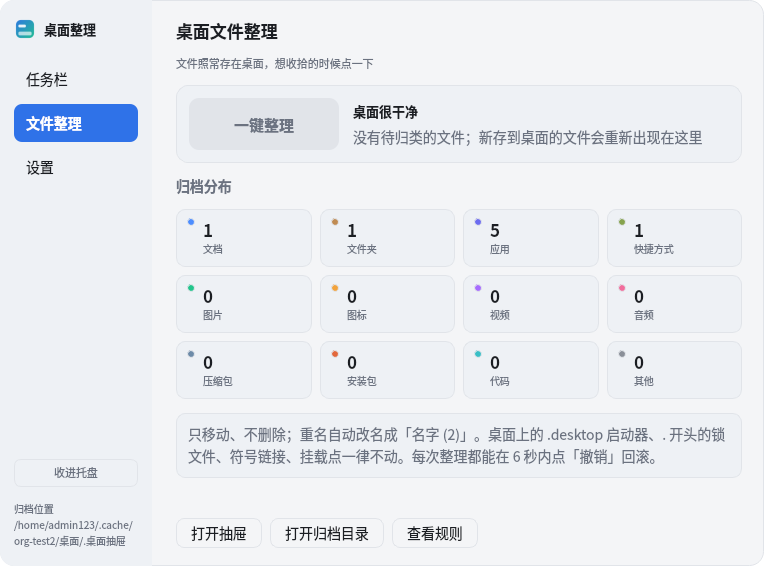 桌面整理
任务栏
文件整理
设置
收进托盘
归档位置
/home/admin123/.cache/
org-test2/桌面/.桌面抽屉
桌面文件整理
文件照常存在桌面，想收拾的时候点一下
一键整理
桌面很干净
没有待归类的文件；新存到桌面的文件会重新出现在这里
归档分布
1
文档
1
文件夹
5
应用
1
快捷方式
0
图片
0
图标
0
视频
0
音频
0
压缩包
0
安装包
0
代码
0
其他
只移动、不删除；重名自动改名成「名字 (2)」。桌面上的 .desktop 启动器、. 开头的锁
文件、符号链接、挂载点一律不动。每次整理都能在 6 秒内点「撤销」回滚。
打开抽屉
打开归档目录
查看规则